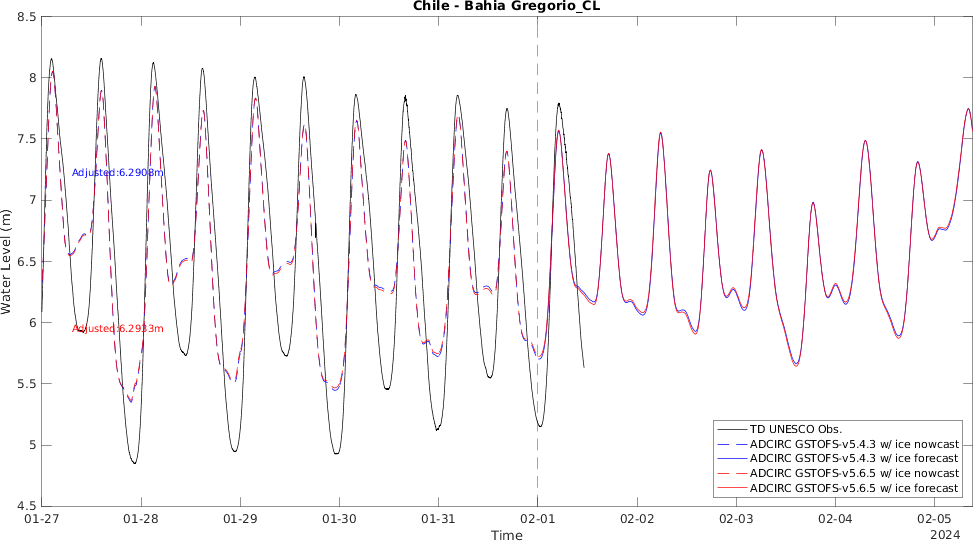 Chile - Bahia Gregorio_CL
8.5
8
7.5
7
6.5
6
5.5
5
4.5
Water Level (m)
Adjusted:6.2908m
Adjusted:6.2933m
TD UNESCO Obs.
ADCIRC GSTOFS-v5.4.3 w/ ice nowcast
ADCIRC GSTOFS-v5.4.3 w/ ice forecast
ADCIRC GSTOFS-v5.6.5 w/ ice nowcast
ADCIRC GSTOFS-v5.6.5 w/ ice forecast
01-27 01-28 01-29 01-30 01-31 02-01 02-02 02-03 02-04 02-05
Time
2024